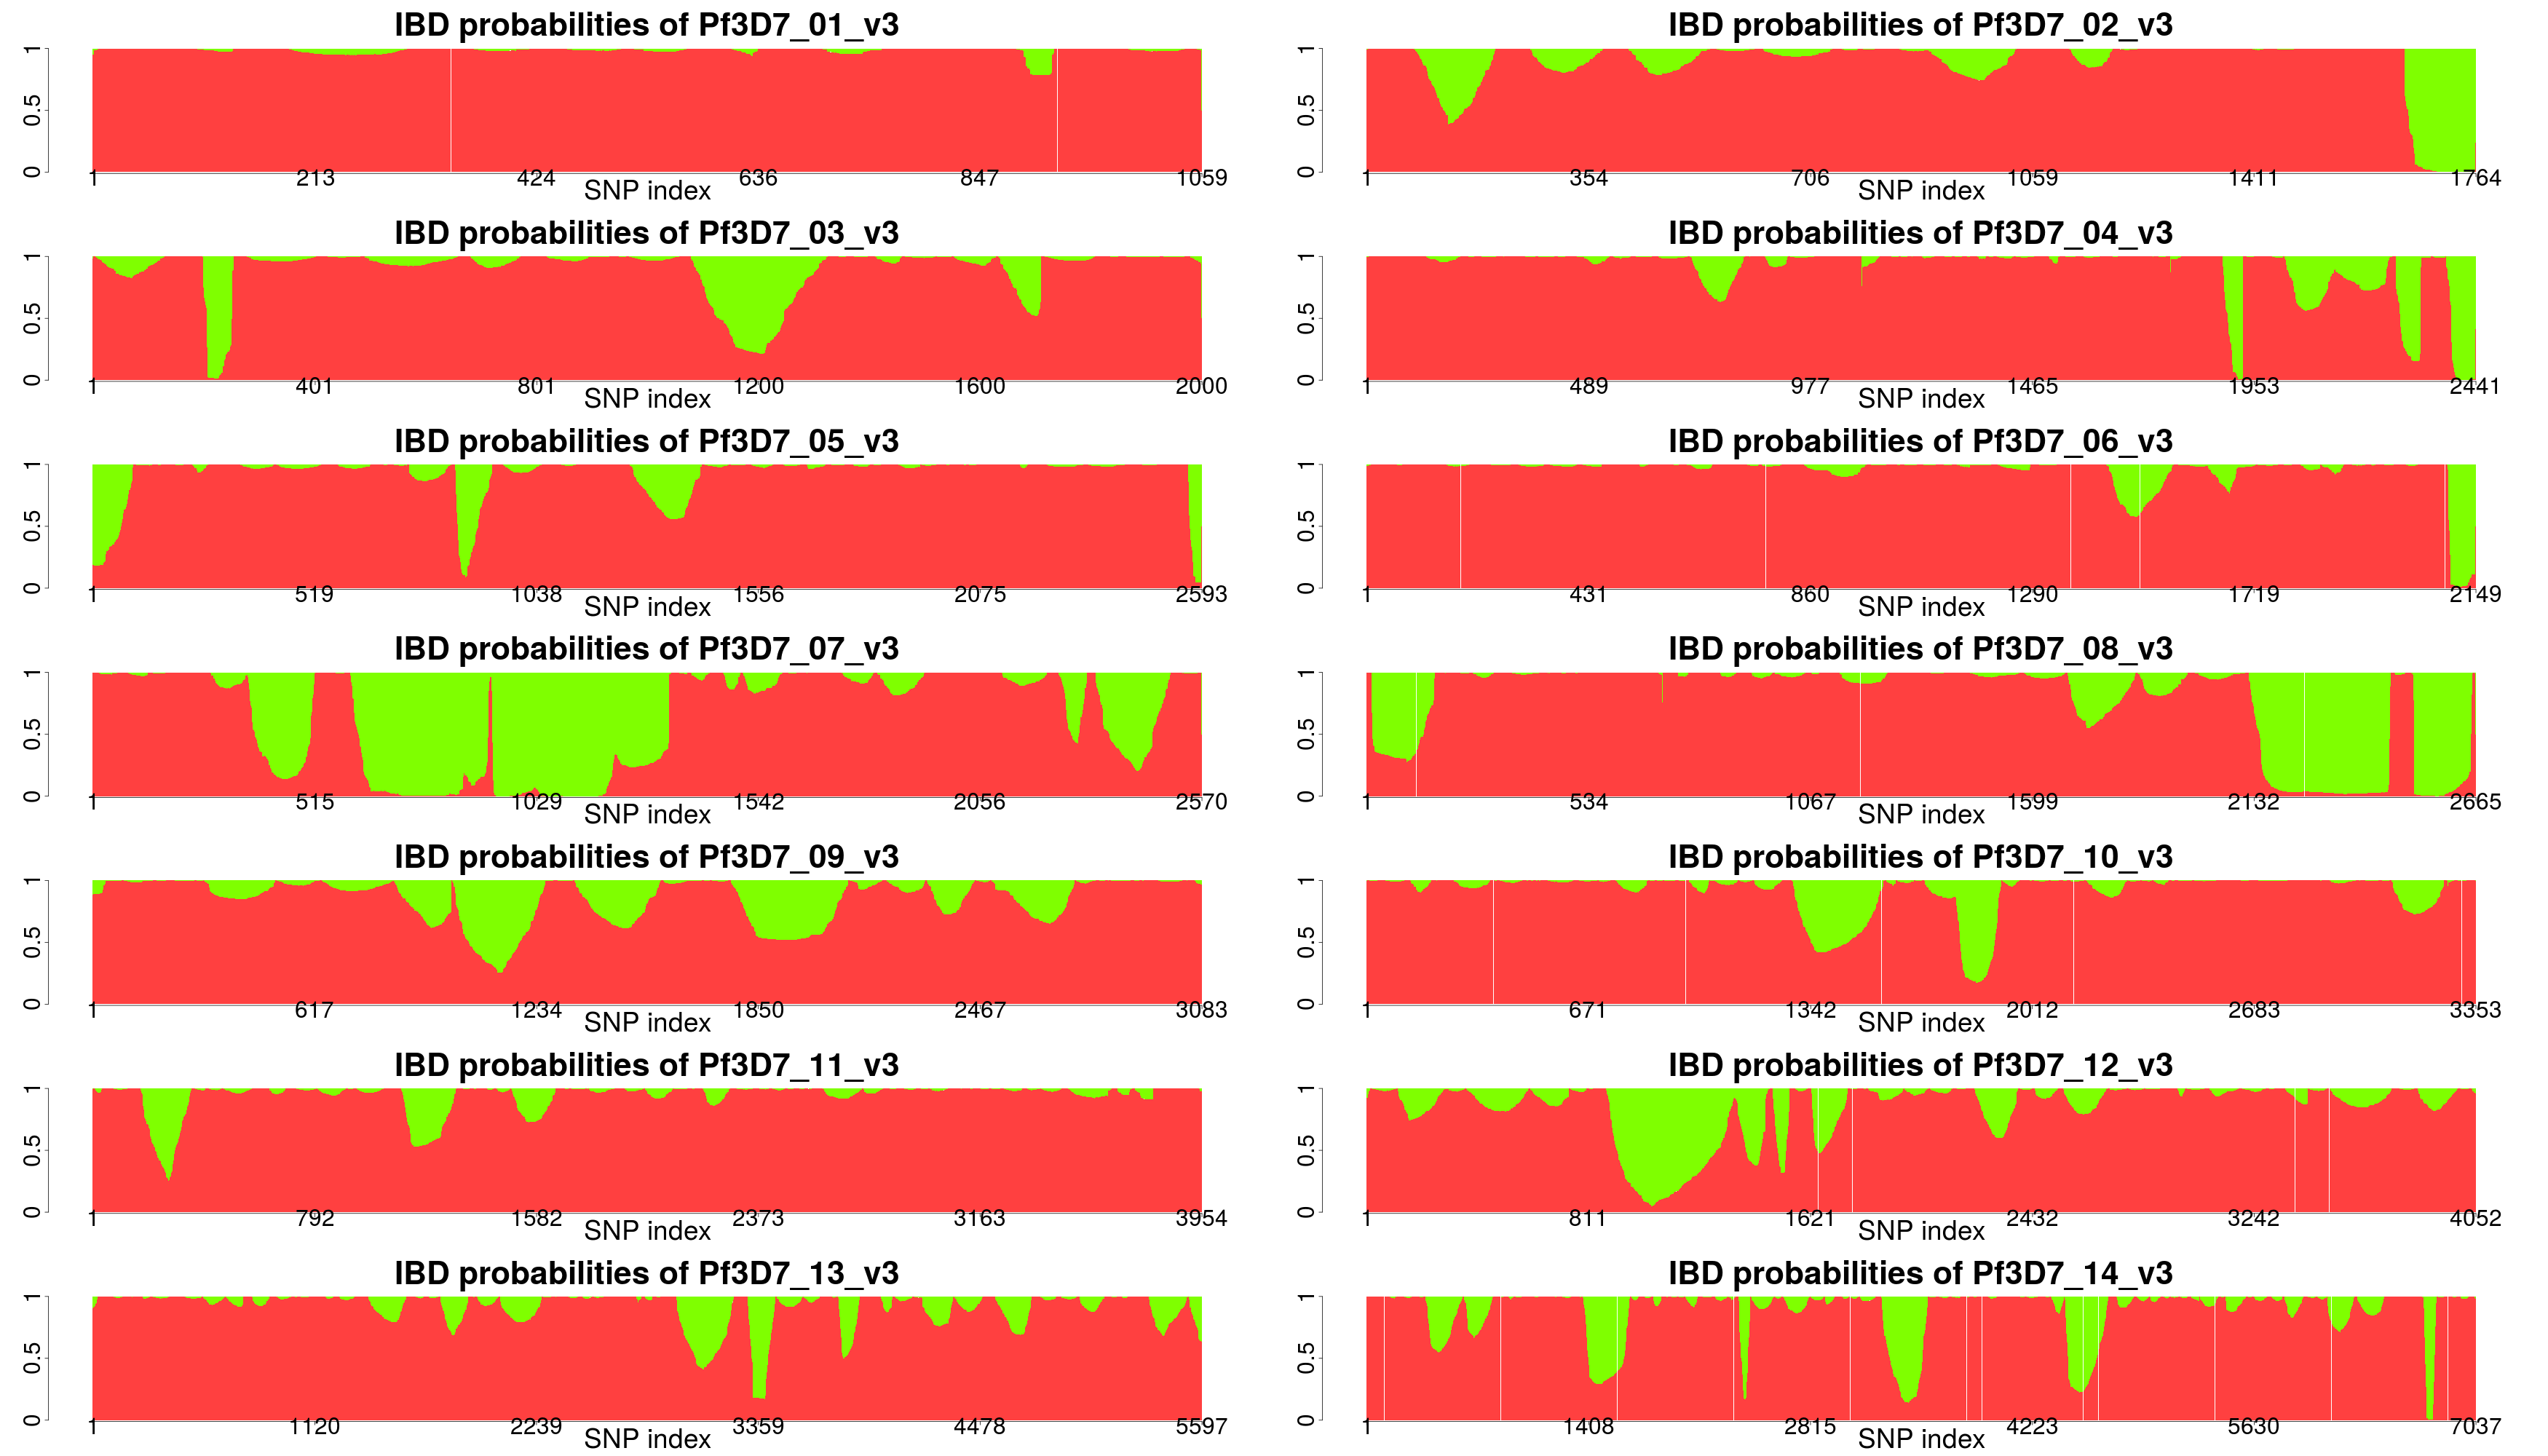 IBD probabilities of Pf3D7_01_v3
0 0.5 1
1 213 424 636 847 1059
SNP index
IBD probabilities of Pf3D7_02_v3
0 0.5 1
1 354 706 1059 1411 1764
SNP index
IBD probabilities of Pf3D7_03_v3
0 0.5 1
1 401 801 1200 1600 2000
SNP index
IBD probabilities of Pf3D7_04_v3
0 0.5 1
1 489 977 1465 1953 2441
SNP index
IBD probabilities of Pf3D7_05_v3
0 0.5 1
1 519 1038 1556 2075 2593
SNP index
IBD probabilities of Pf3D7_06_v3
0 0.5 1
1 431 860 1290 1719 2149
SNP index
IBD probabilities of Pf3D7_07_v3
0 0.5 1
1 515 1029 1542 2056 2570
SNP index
IBD probabilities of Pf3D7_08_v3
0 0.5 1
1 534 1067 1599 2132 2665
SNP index
IBD probabilities of Pf3D7_09_v3
0 0.5 1
1 617 1234 1850 2467 3083
SNP index
IBD probabilities of Pf3D7_10_v3
0 0.5 1
1 671 1342 2012 2683 3353
SNP index
IBD probabilities of Pf3D7_11_v3
0 0.5 1
1 792 1582 2373 3163 3954
SNP index
IBD probabilities of Pf3D7_12_v3
0 0.5 1
1 811 1621 2432 3242 4052
SNP index
IBD probabilities of Pf3D7_13_v3
0 0.5 1
1 1120 2239 3359 4478 5597
SNP index
IBD probabilities of Pf3D7_14_v3
0 0.5 1
1 1408 2815 4223 5630 7037
SNP index